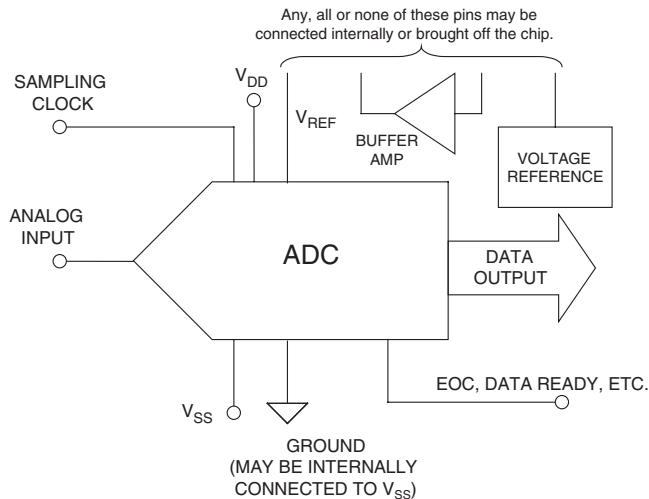 Any, all or none of these pins may be
connected internally or brought off the chip.
SAMPLING
CLOCK
VDD
VREF
BUFFER
AMP
VOLTAGE
REFERENCE
ANALOG
INPUT
ADC
DATA
OUTPUT
VSS
EOC, DATA READY, ETC.
GROUND
(MAY BE INTERNALLY
CONNECTED TO VSS)